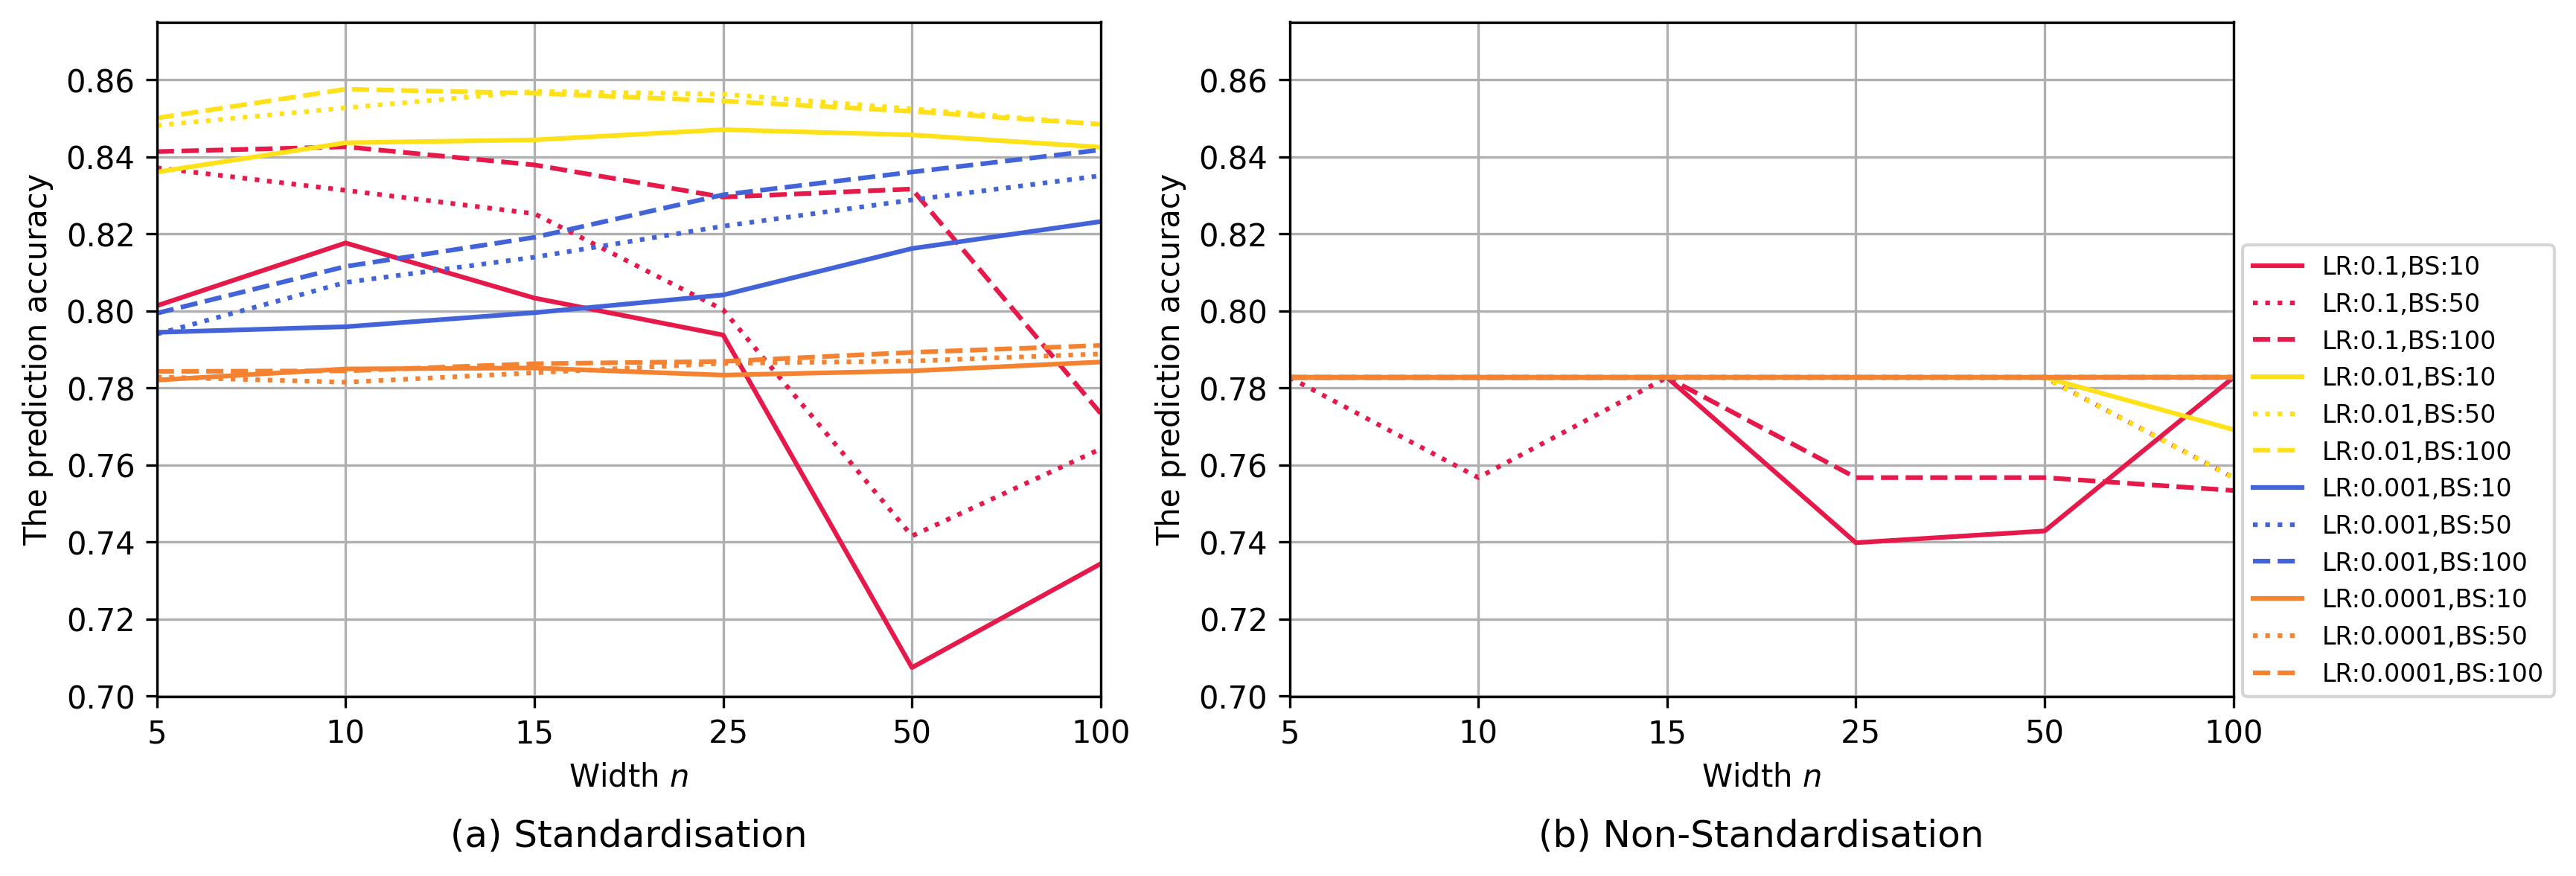 The prediction accuracy
0.86
0.84
0.82
0.80
0.78
0.76
0.74
0.72
0.70
5 10 15 25 50 100
Width n
(a) Standardisation
The prediction accuracy
0.86
0.84
0.82
0.80
0.78
0.76
0.74
0.72
0.70
5 10 15 25 50 100
Width n
(b) Non-Standardisation
LR:0.1,BS:10
LR:0.1,BS:50
LR:0.1,BS:100
LR:0.01,BS:10
LR:0.01,BS:50
LR:0.01,BS:100
LR:0.001,BS:10
LR:0.001,BS:50
LR:0.001,BS:100
LR:0.0001,BS:10
LR:0.0001,BS:50
LR:0.0001,BS:100